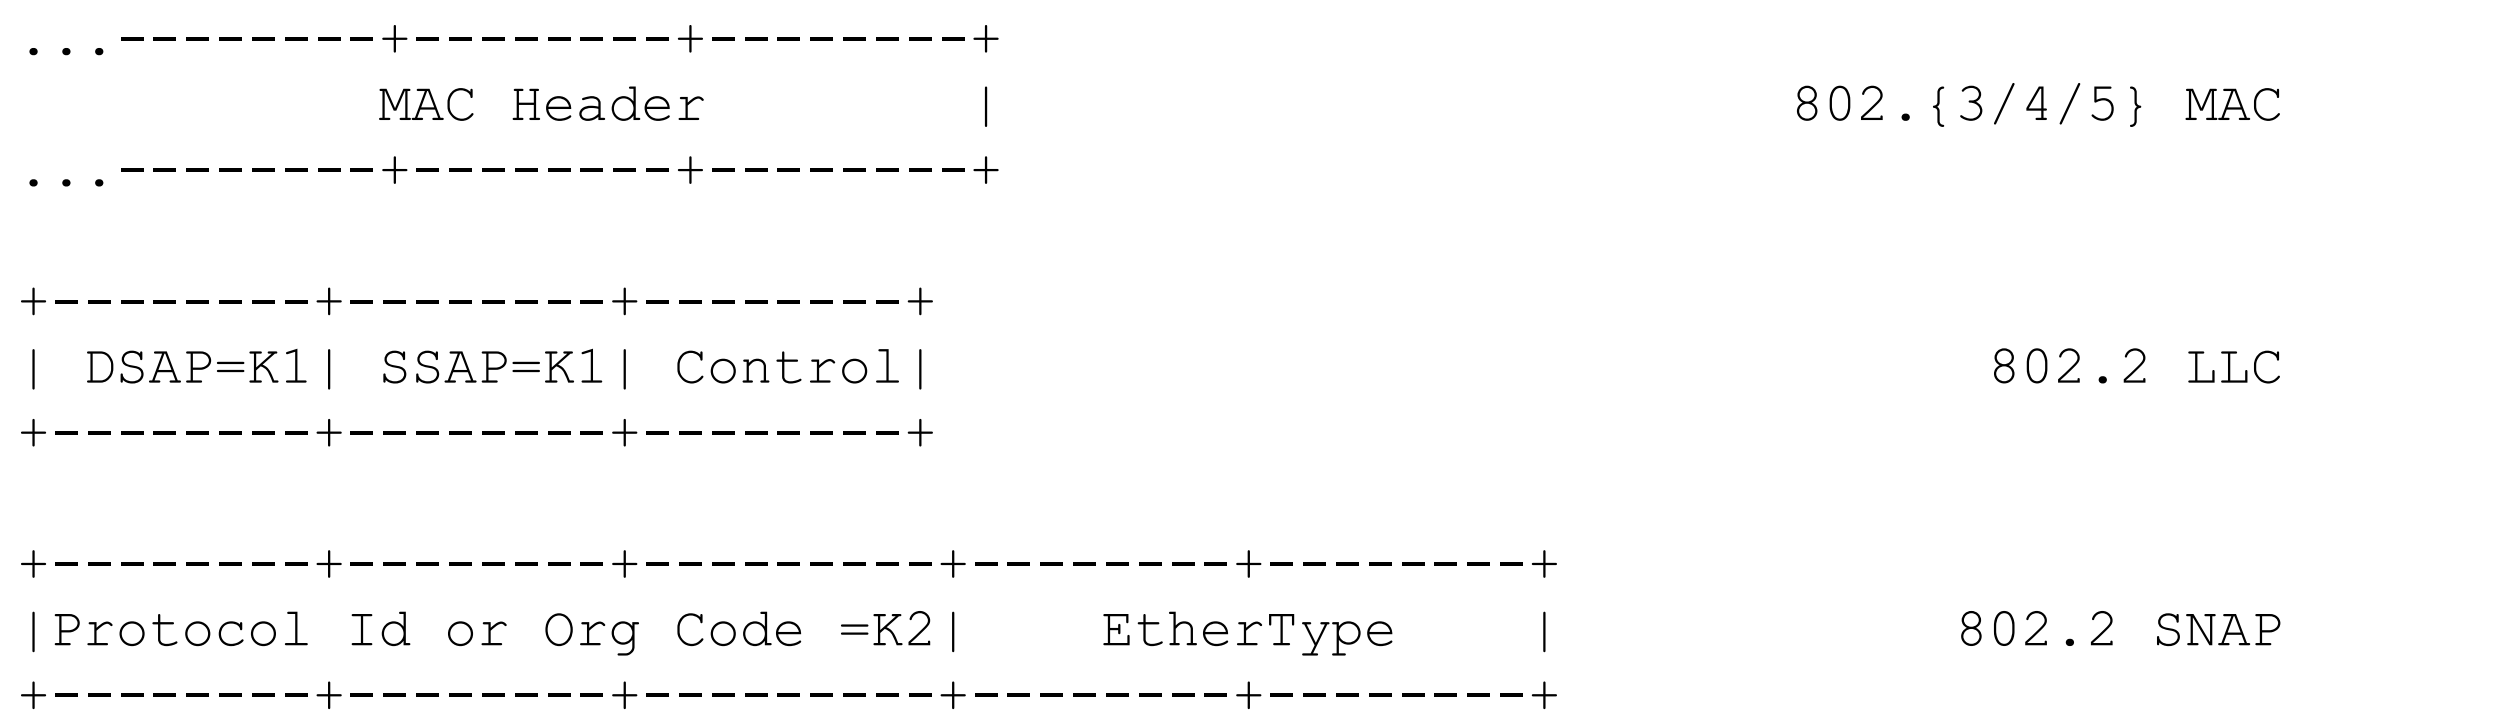 ...--------+--------+--------+
           MAC Header        |                         802.{3/4/5} MAC
...--------+--------+--------+

+--------+--------+--------+
| DSAP=K1| SSAP=K1| Control|                                802.2 LLC
+--------+--------+--------+

+--------+--------+---------+--------+--------+
|Protocol Id or Org Code =K2|    EtherType    |            802.2 SNAP
+--------+--------+---------+--------+--------+